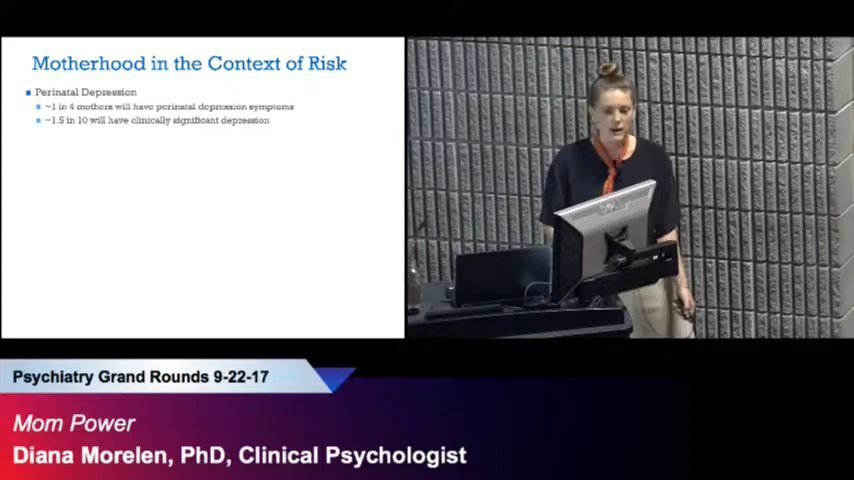 Motherhood in the Context of Risk
Perinatal Depression
~1 in 4 mothers will have perinatal depression symptoms
~1.5 in 10 will have clinically significant depression
Psychiatry Grand Rounds 9-22-17
Mom Power
Diana Morelen, PhD, Clinical Psychologist